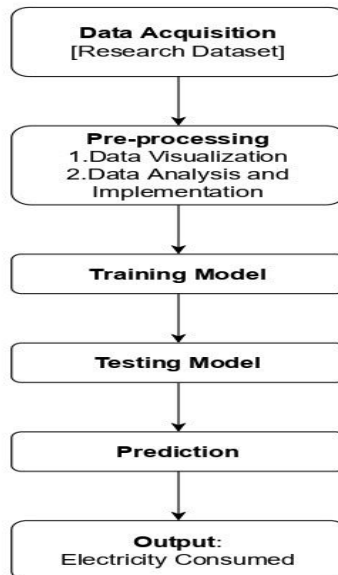 Data Acquisition
[Research Dataset]
Pre-processing
1.Data Visualization
2.Data Analysis and
Implementation
Training Model
Testing Model
Prediction
Output:
Electricity Consumed